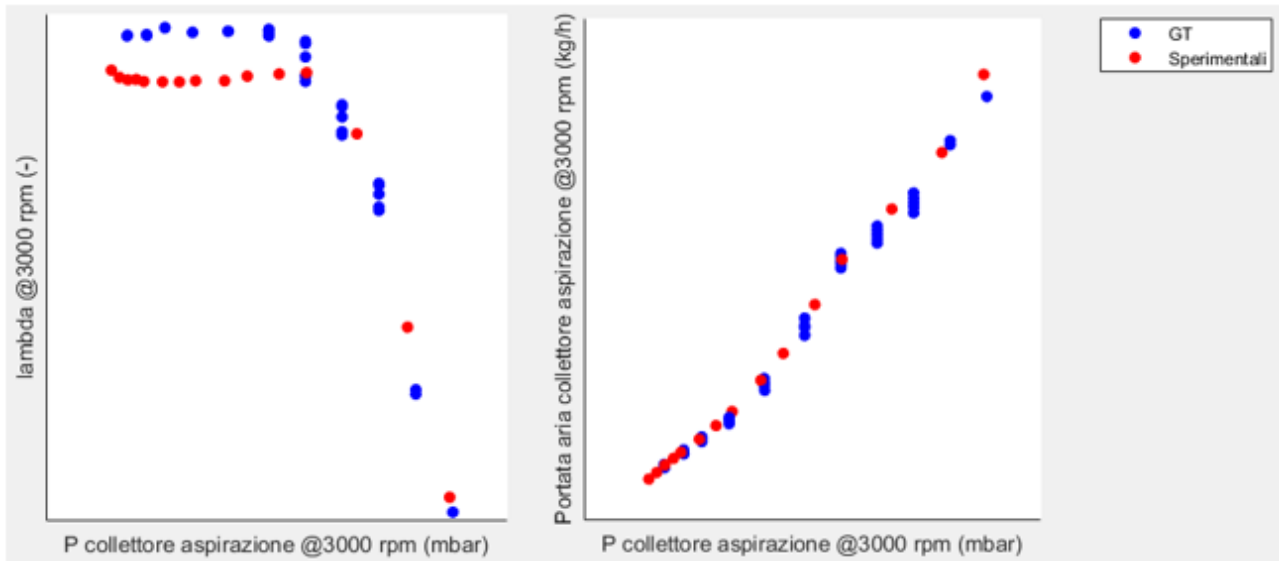 lambda @3000 rpm (-)
P collettore aspirazione @3000 rpm (mbar)
Portata aria collettore aspirazione @3000 rpm (kg/h)
P collettore aspirazione @3000 rpm (mbar)
GT
Sperimentali